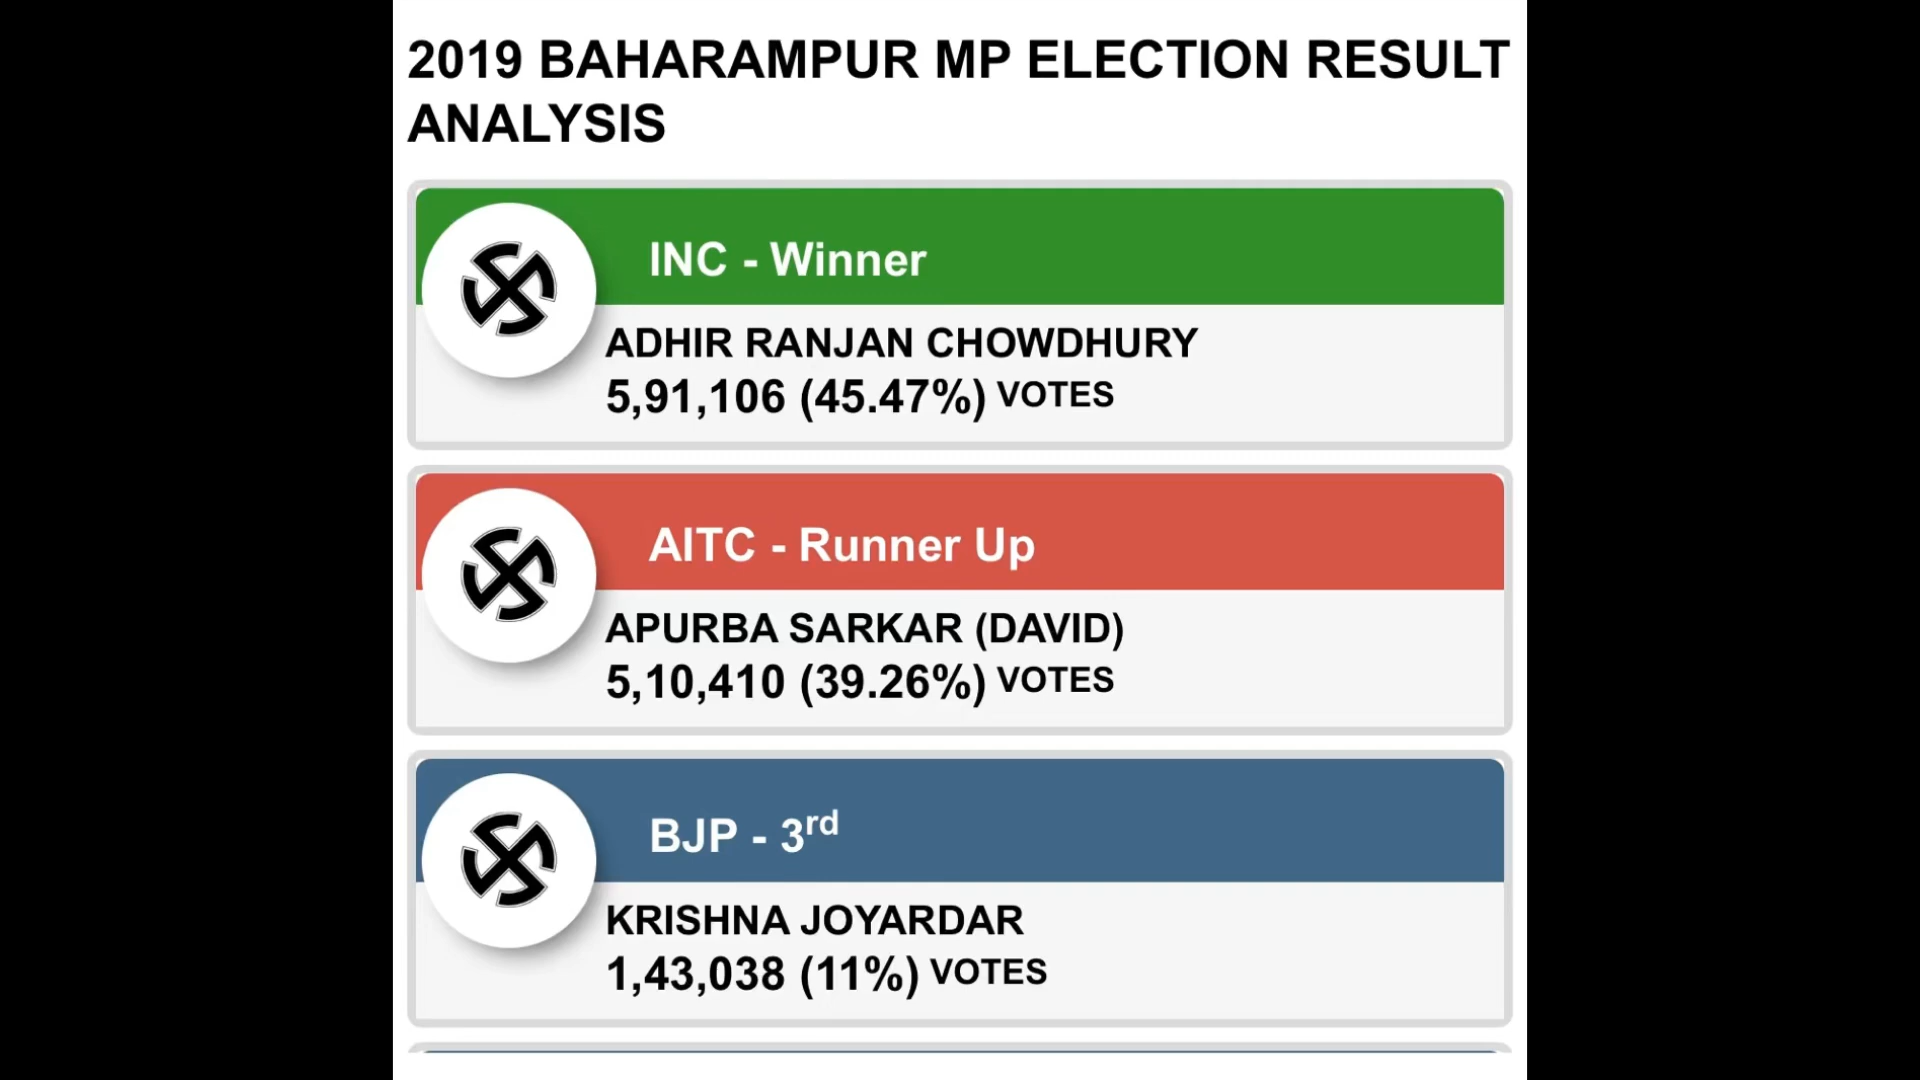 2019 BAHARAMPUR MP ELECTION RESULT
ANALYSIS
INC - Winner
ADHIR RANJAN CHOWDHURY
5,91,106 (45.47%) VOTES
AITC - Runner Up
APURBA SARKAR (DAVID)
5,10,410 (39.26%) VOTES
BJP - 3rd
KRISHNA JOYARDAR
1,43,038 (11%) VOTES